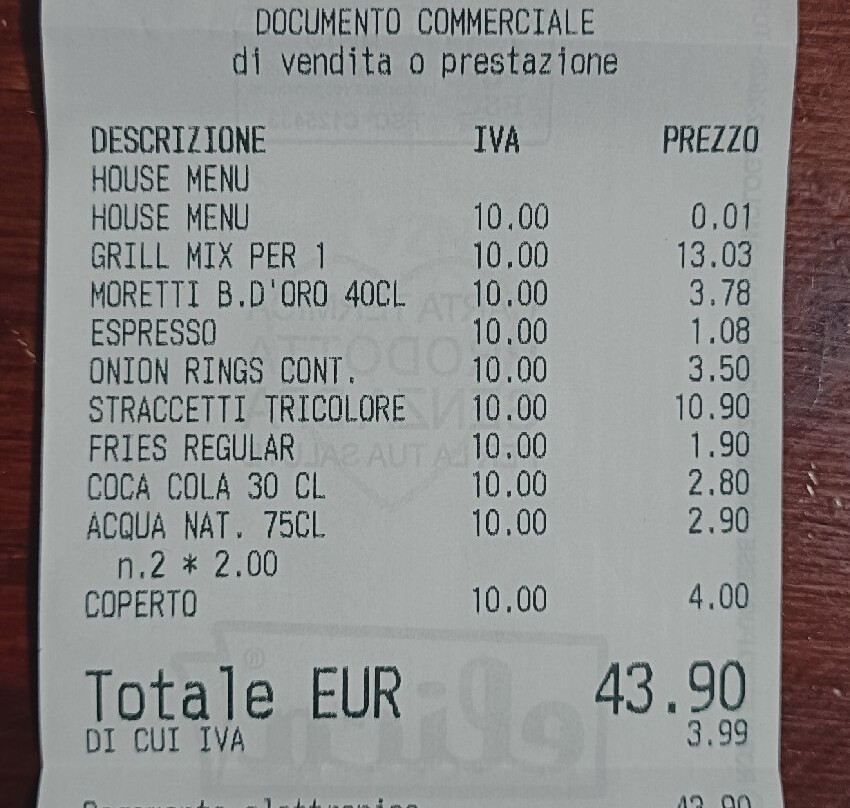 DOCUMENTO COMMERCIALE
di vendita o prestazione
DESCRIZIONE IVA PREZZO
HOUSE MENU
HOUSE MENU 10.00 0.01
GRILL MIX PER 1 10.00 13.03
MORETTI B.D'ORO 40CL 10.00 3.78
ESPRESSO 10.00 1.08
ONION RINGS CONT. 10.00 3.50
STRACCETTI TRICOLORE 10.00 10.90
FRIES REGULAR 10.00 1.90
COCA COLA 30 CL 10.00 2.80
ACQUA NAT. 75CL 10.00 2.90
n.2 * 2.00
COPERTO 10.00 4.00
Totale EUR 43.90
DI CUI IVA 3.99